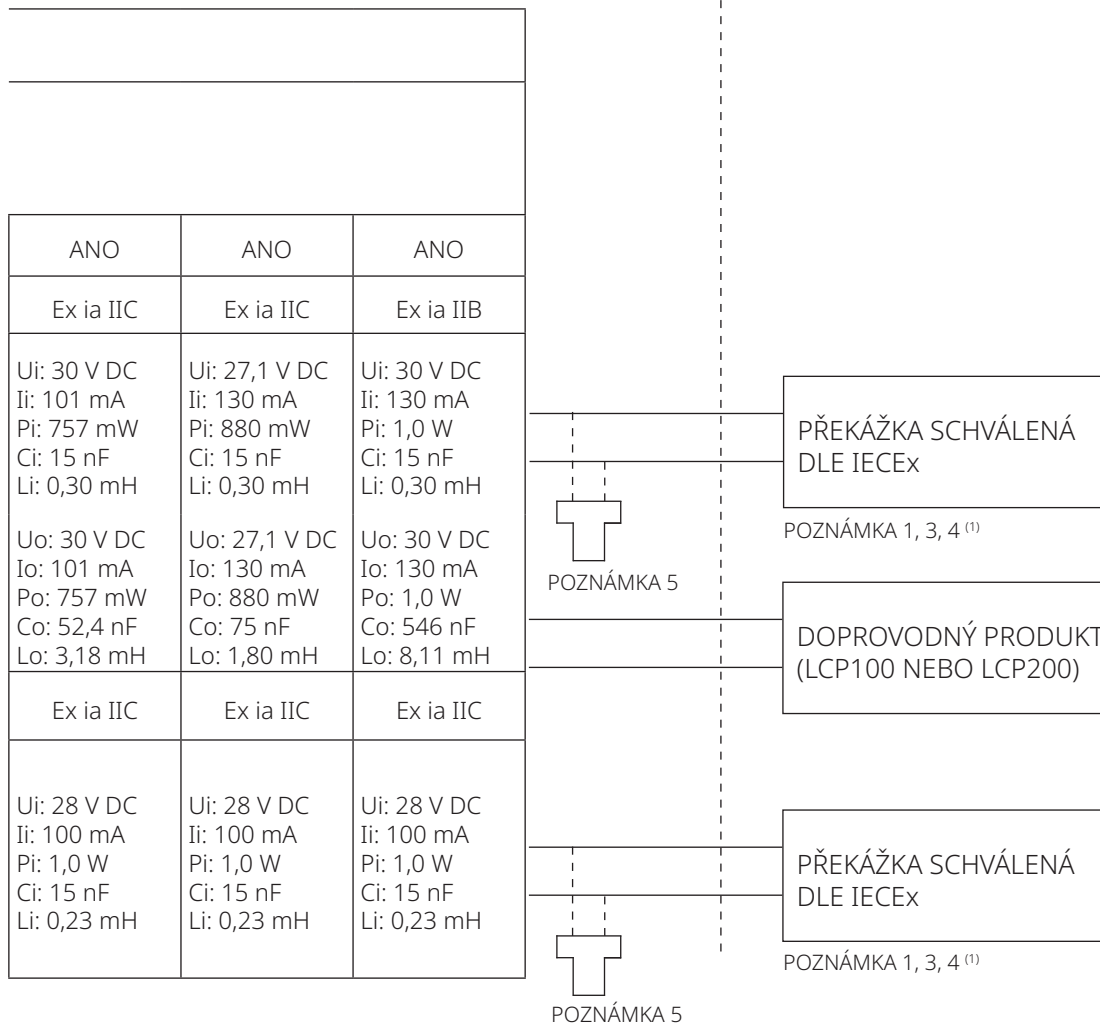 ANO
ANO
ANO
Ex ia IIC
Ex ia IIC
Ex ia IIB
Ui: 30 V DC
Ii: 101 mA
Pi: 757 mW
Ci: 15 nF
Li: 0,30 mH
Ui: 27,1 V DC
Ii: 130 mA
Pi: 880 mW
Ci: 15 nF
Li: 0,30 mH
Ui: 30 V DC
Ii: 130 mA
Pi: 1,0 W
Ci: 15 nF
Li: 0,30 mH
Uo: 30 V DC
Io: 101 mA
Po: 757 mW
Co: 52,4 nF
Lo: 3,18 mH
Uo: 27,1 V DC
Io: 130 mA
Po: 880 mW
Co: 75 nF
Lo: 1,80 mH
Uo: 30 V DC
Io: 130 mA
Po: 1,0 W
Co: 546 nF
Lo: 8,11 mH
Ex ia IIC
Ex ia IIC
Ex ia IIC
Ui: 28 V DC
Ii: 100 mA
Pi: 1,0 W
Ci: 15 nF
Li: 0,23 mH
Ui: 28 V DC
Ii: 100 mA
Pi: 1,0 W
Ci: 15 nF
Li: 0,23 mH
Ui: 28 V DC
Ii: 100 mA
Pi: 1,0 W
Ci: 15 nF
Li: 0,23 mH
POZNÁMKA 5
POZNÁMKA 5
PŘEKÁŽKA SCHVÁLENÁ
DLE IECEx
POZNÁMKA 1, 3, 4 (1)
DOPROVODNÝ PRODUKT
(LCP100 NEBO LCP200)
PŘEKÁŽKA SCHVÁLENÁ
DLE IECEx
POZNÁMKA 1, 3, 4 (1)